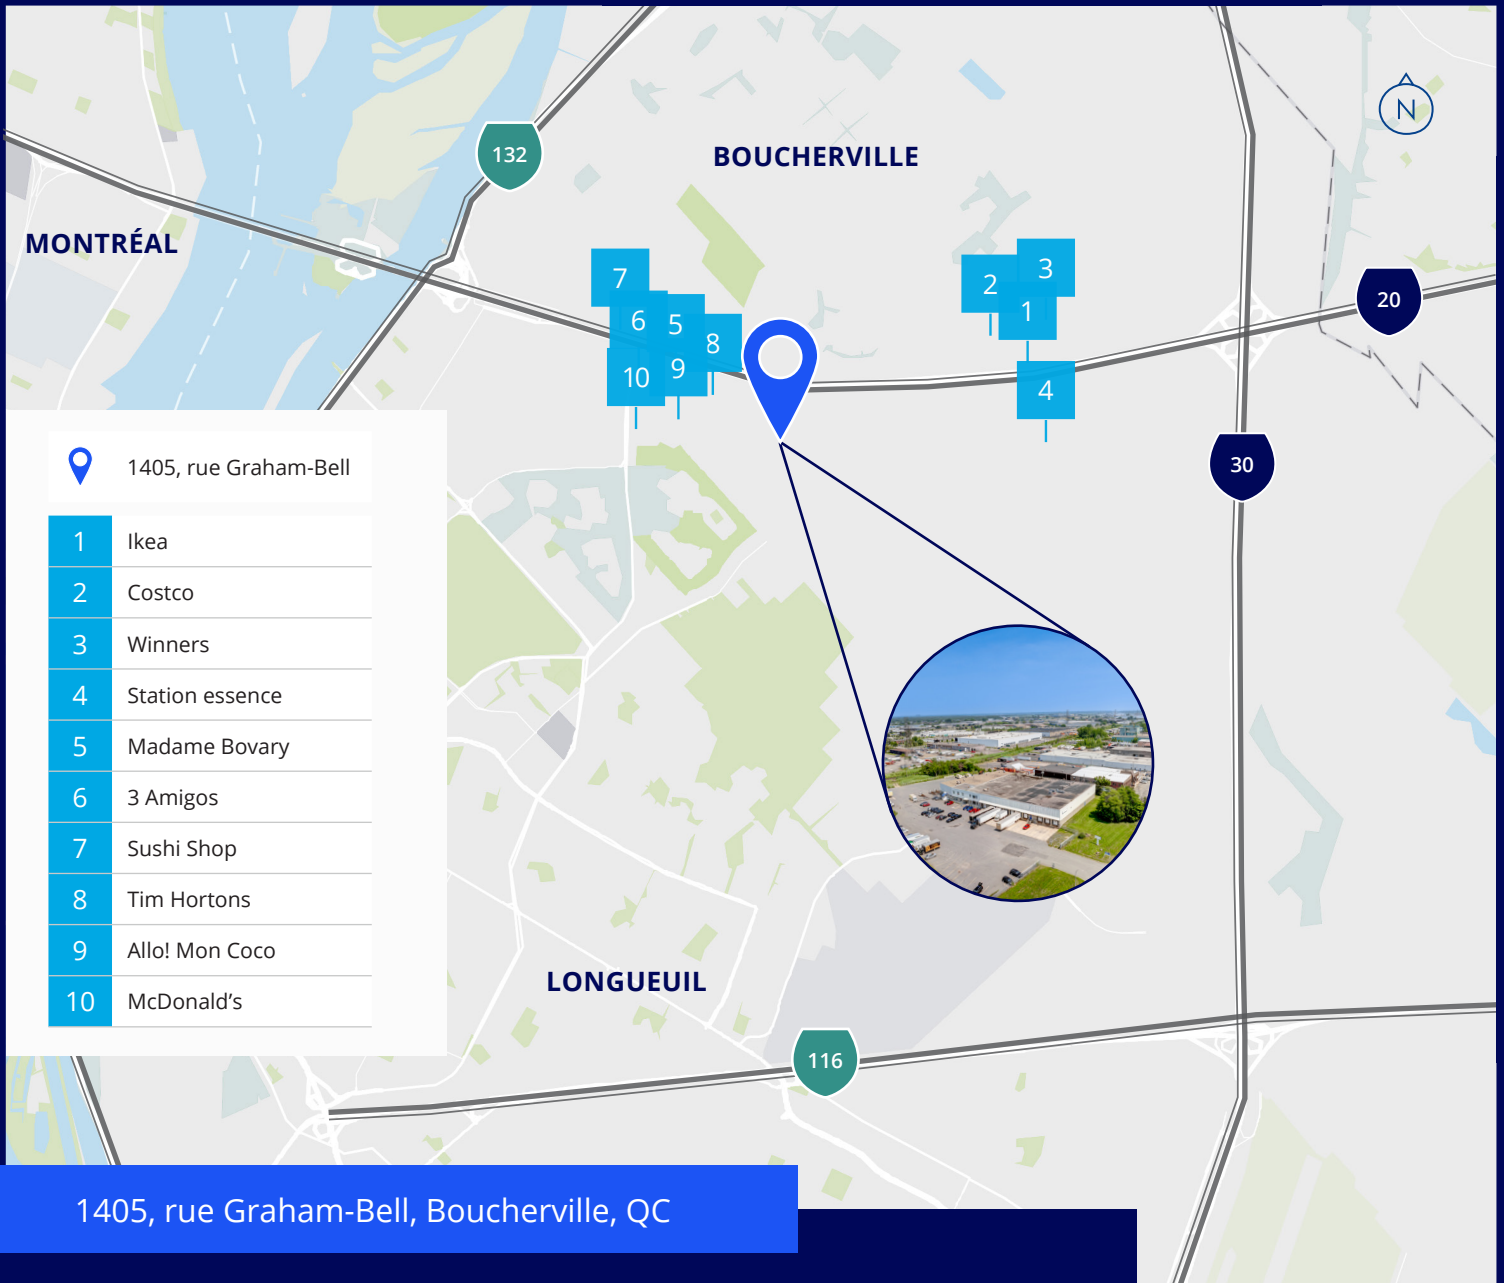 132
BOUCHERVILLE
N
MONTRÉAL
7
2
3
6
5
1
20
8
10
9
4
30
1405, rue Graham-Bell
1 Ikea
2 Costco
3 Winners
4 Station essence
5 Madame Bovary
6 3 Amigos
7 Sushi Shop
8 Tim Hortons
9 Allo! Mon Coco
10 McDonald’s
LONGUEUIL
116
1405, rue Graham-Bell, Boucherville, QC